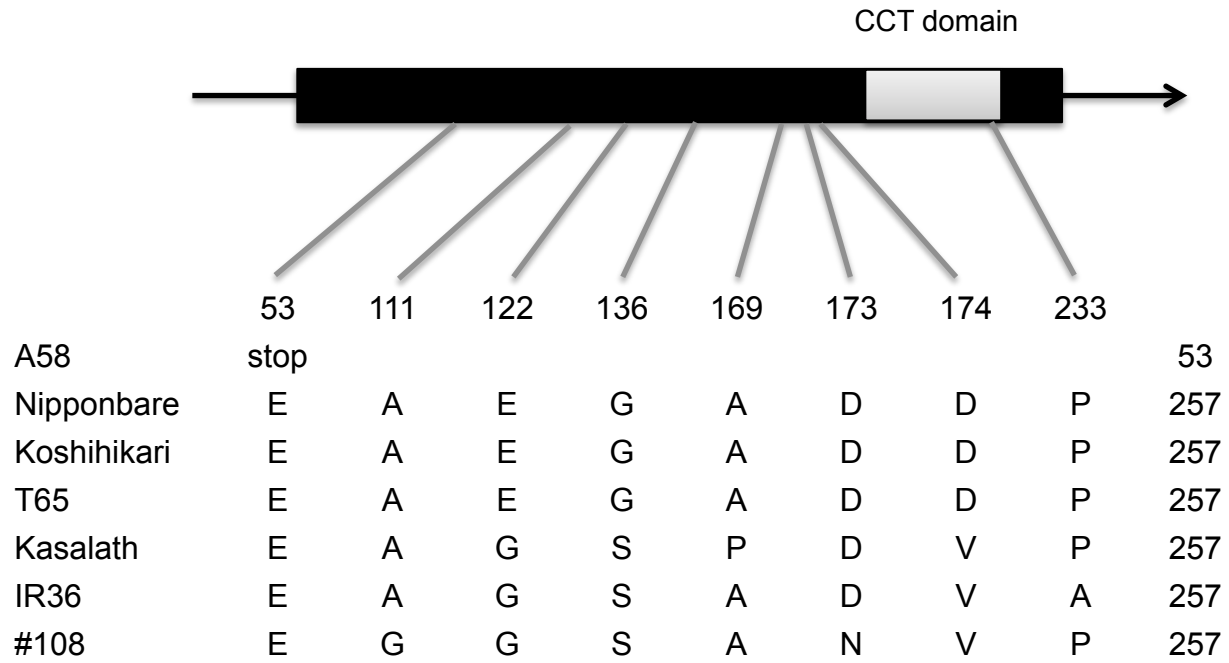 CCT domain
53 111 122 136 169 173 174 233
A58 stop 53
Nipponbare E A E G A D D P 257
Koshihikari E A E G A D D P 257
T65 E A E G A D D P 257
Kasalath E A G S P D V P 257
IR36 E A G S A D V A 257
#108 E G G S A N V P 257